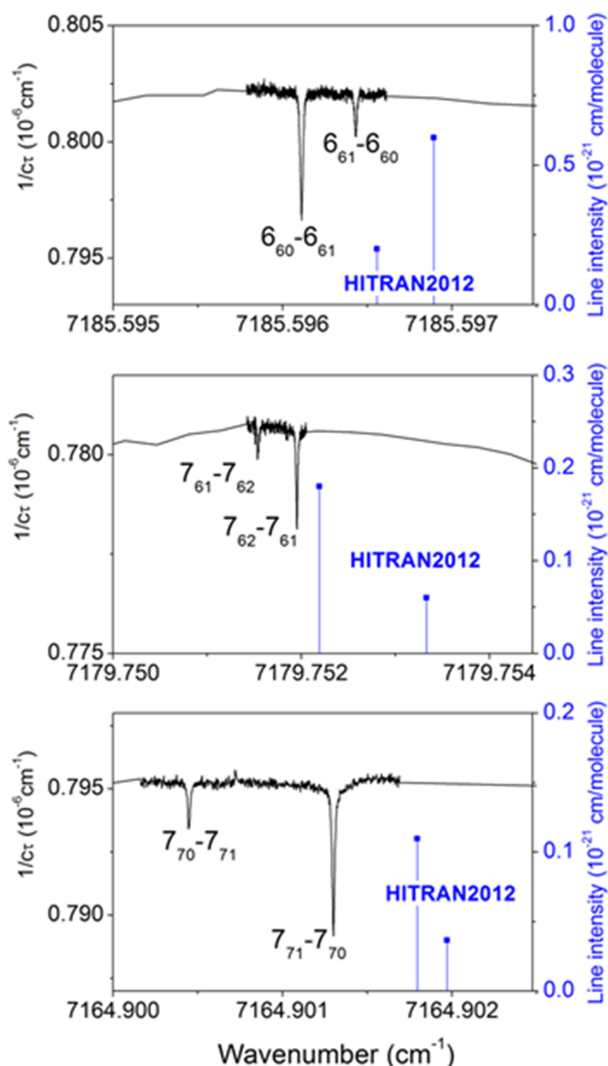 0.805
0.800
0.795
1/cτ (10⁻⁶cm⁻¹)
6₆₁-6₆₀
6₆₀-6₆₁
HITRAN2012
1.0
0.5
0.0
Line intensity (10⁻²¹ cm/molecule)
7185.595 7185.596 7185.597
0.780
0.775
1/cτ (10⁻⁶cm⁻¹)
7₆₁-7₆₂
7₆₂-7₆₁
HITRAN2012
0.3
0.2
0.1
0.0
Line intensity (10⁻²¹ cm/molecule)
7179.750 7179.752 7179.754
0.795
0.790
1/cτ (10⁻⁶cm⁻¹)
7₇₀-7₇₁
7₇₁-7₇₀
HITRAN2012
0.2
0.1
0.0
Line intensity (10⁻²¹ cm/molecule)
7164.900 7164.901 7164.902
Wavenumber (cm⁻¹)